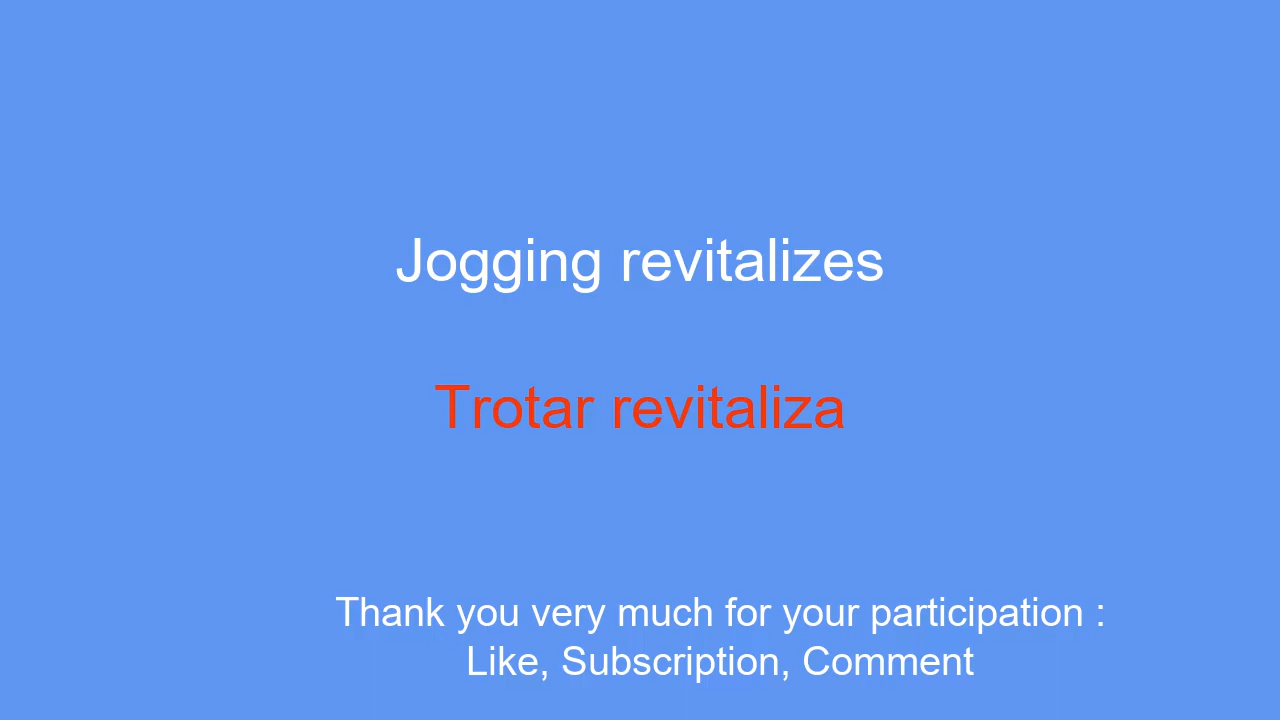 Jogging revitalizes
Trotar revitaliza
Thank you very much for your participation :
Like, Subscription, Comment